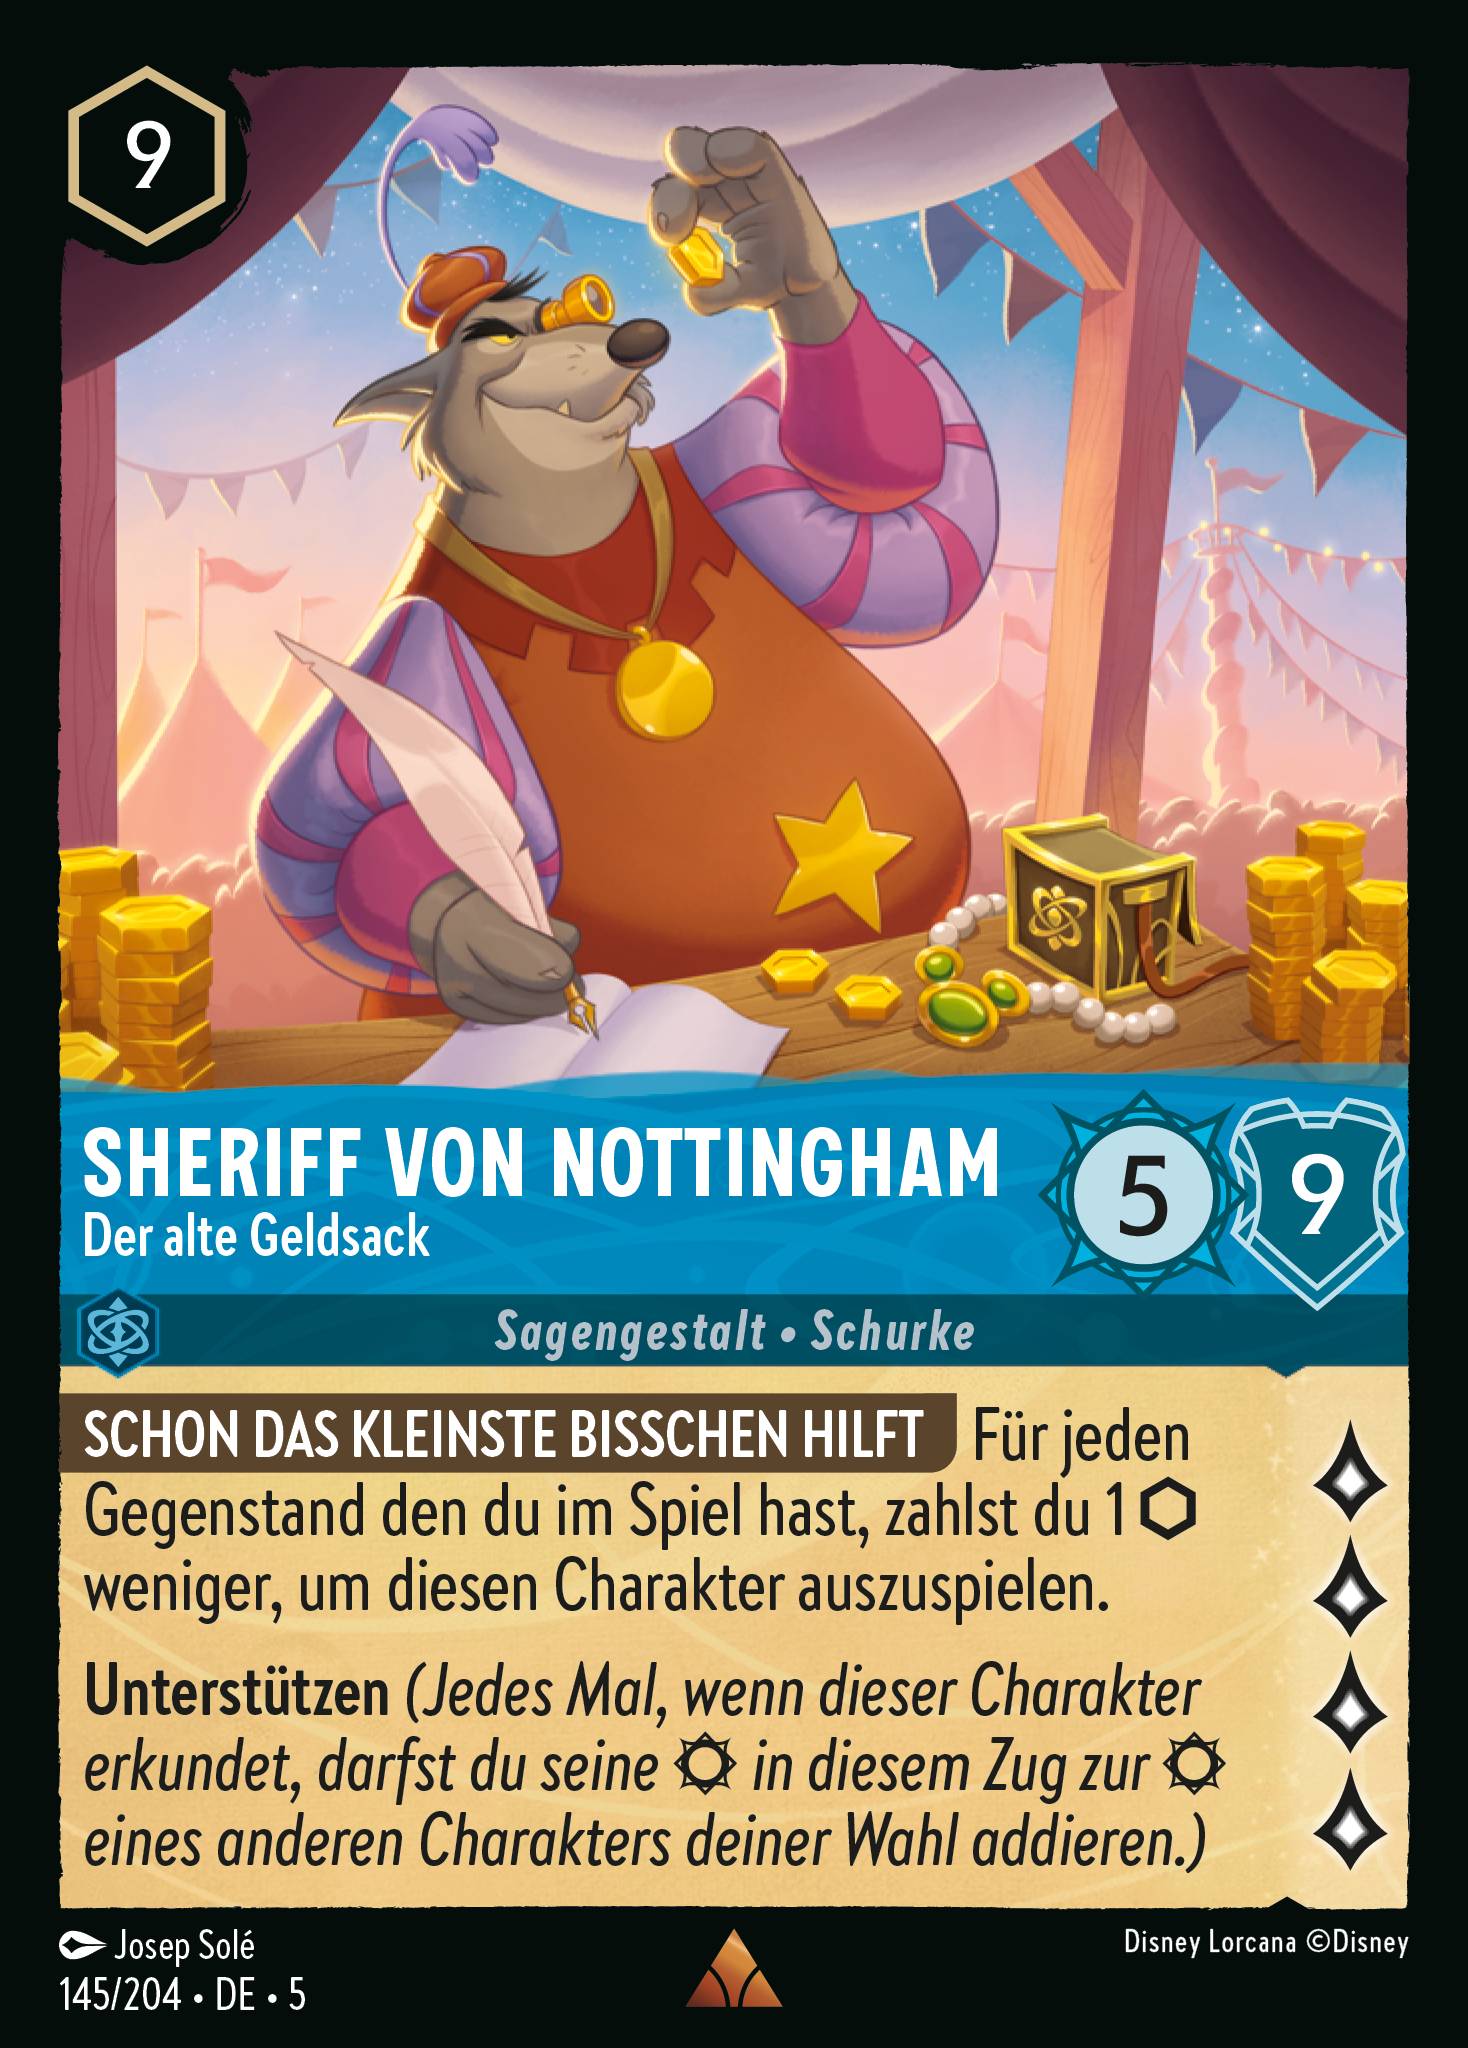 9
SHERIFF VON NOTTINGHAM
Der alte Geldsack
5
9
Sagengestalt • Schurke
SCHON DAS KLEINSTE BISSCHEN HILFT Für jeden
Gegenstand den du im Spiel hast, zahlst du 1 ⬡
weniger, um diesen Charakter auszuspielen.
Unterstützen (Jedes Mal, wenn dieser Charakter
erkundet, darfst du seine ☼ in diesem Zug zur ☼
eines anderen Charakters deiner Wahl addieren.)
Josep Solé
Disney Lorcana ©Disney
145/204 • DE • 5